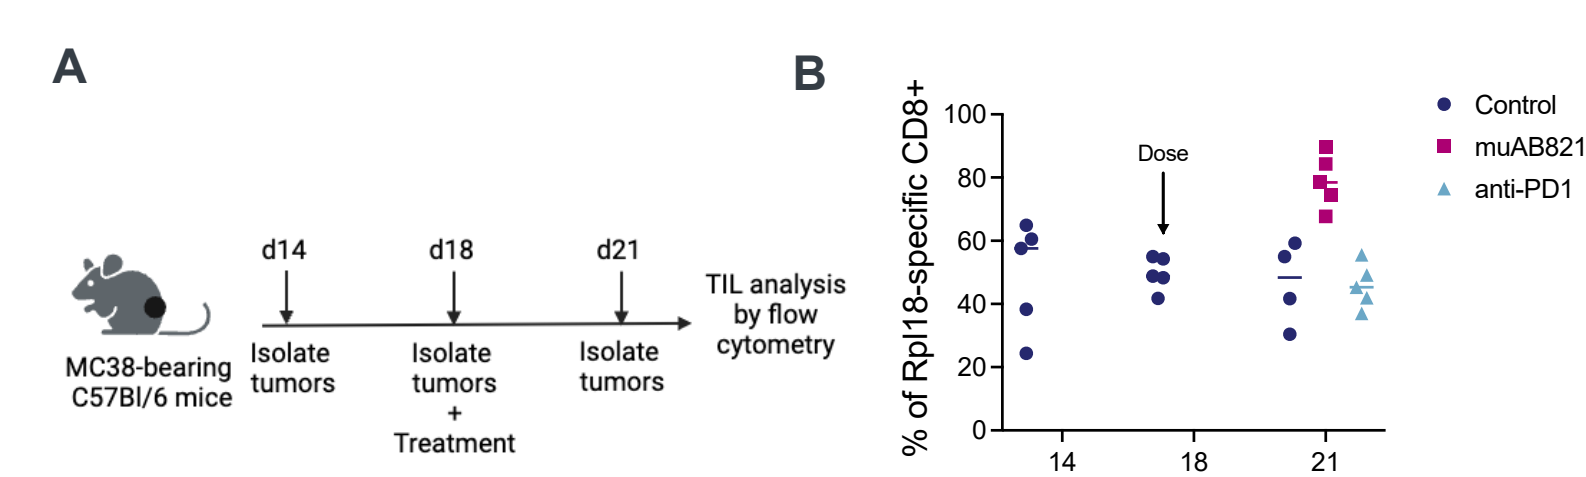 A
B
d14
d18
d21
MC38-bearing
C57Bl/6 mice
Isolate
tumors
Isolate
tumors
+
Treatment
Isolate
tumors
TIL analysis
by flow
cytometry
% of Rpl18-specific CD8+
100
80
60
40
20
0
14
18
21
Dose
Control
muAB821
anti-PD1